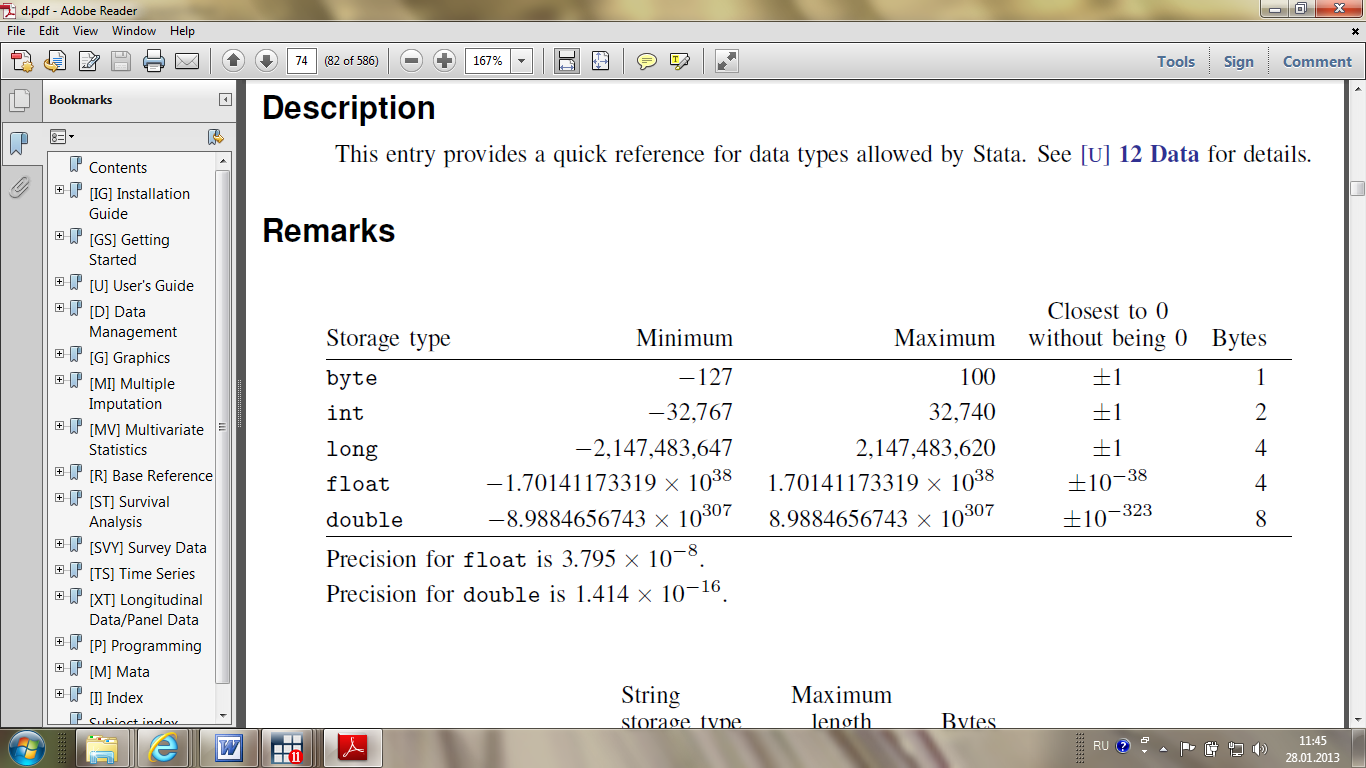 d.pdf - Adobe Reader
File Edit View Window Help
74 (82 of 586) 167% Tools Sign Comment
Bookmarks
Contents
[IG] Installation
Guide
[GS] Getting
Started
[U] User's Guide
[D] Data
Management
[G] Graphics
[MI] Multiple
Imputation
[MV] Multivariate
Statistics
[R] Base Reference
[ST] Survival
Analysis
[SVY] Survey Data
[TS] Time Series
[XT] Longitudinal
Data/Panel Data
[P] Programming
[M] Mata
[I] Index
Subject index
Description
This entry provides a quick reference for data types allowed by Stata. See [U] 12 Data for details.
Remarks
Closest to 0
Storage type Minimum Maximum without being 0 Bytes
byte −127 100 ±1 1
int −32,767 32,740 ±1 2
long −2,147,483,647 2,147,483,620 ±1 4
float −1.70141173319 × 10^38 1.70141173319 × 10^38 ±10^−38 4
double −8.9884656743 × 10^307 8.9884656743 × 10^307 ±10^−323 8
Precision for float is 3.795 × 10^−8.
Precision for double is 1.414 × 10^−16.
String Maximum
storage type length Bytes
11
RU 11:45
28.01.2013